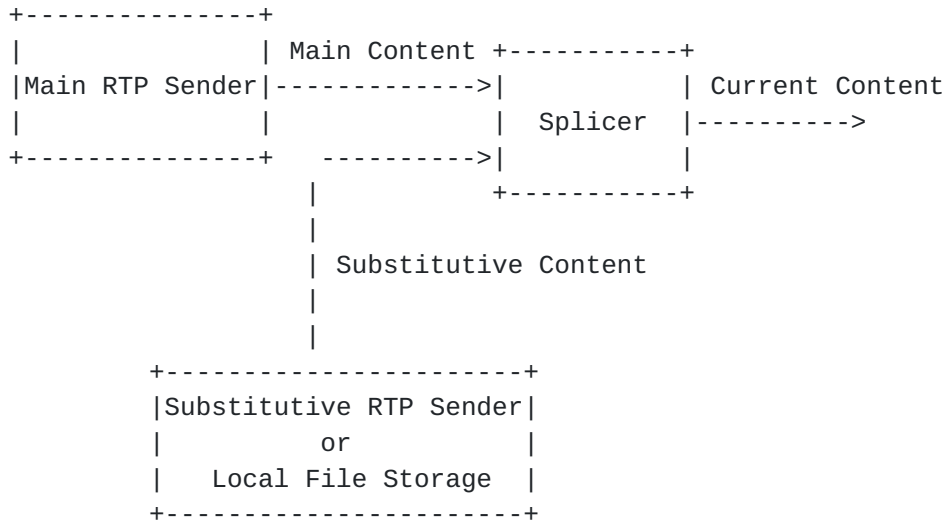 Main Content
Main RTP Sender
Current Content
Splicer
Substitutive Content
Substitutive RTP Sender
or
Local File Storage